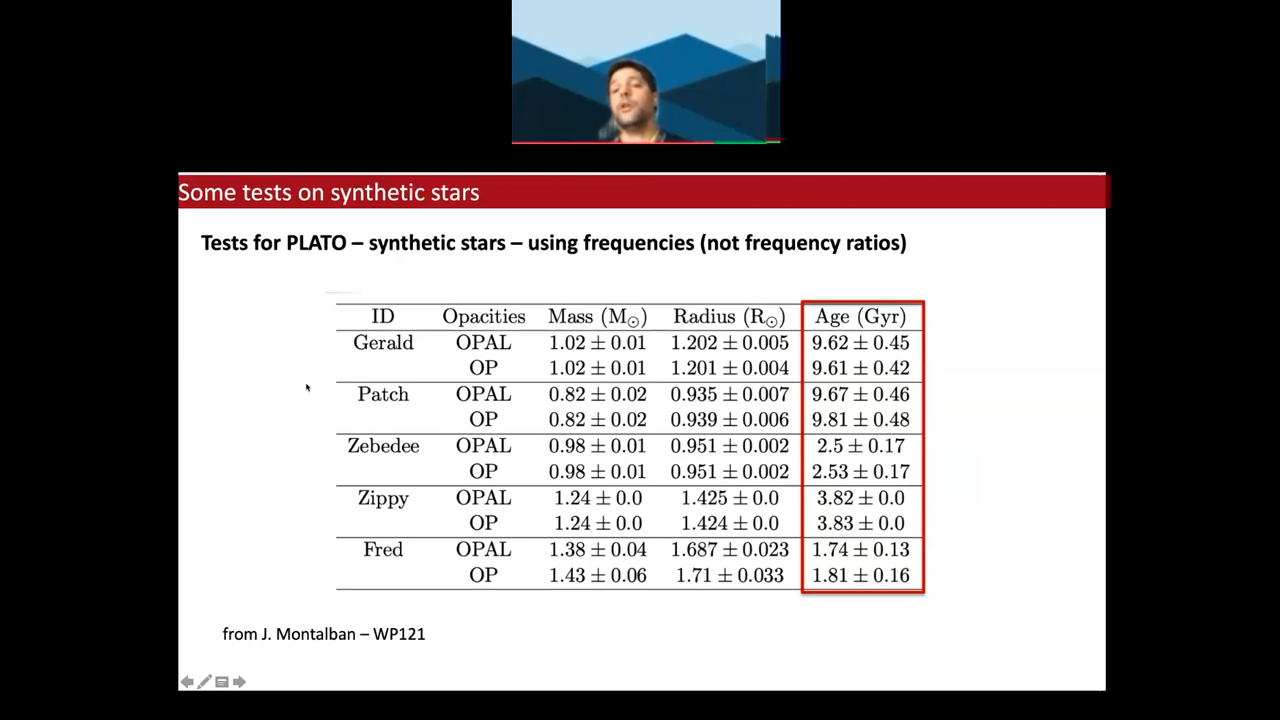 Some tests on synthetic stars
Tests for PLATO – synthetic stars – using frequencies (not frequency ratios)
ID Opacities Mass (M⊙) Radius (R⊙) Age (Gyr)
Gerald OPAL 1.02 ± 0.01 1.202 ± 0.005 9.62 ± 0.45
OP 1.02 ± 0.01 1.201 ± 0.004 9.61 ± 0.42
Patch OPAL 0.82 ± 0.02 0.935 ± 0.007 9.67 ± 0.46
OP 0.82 ± 0.02 0.939 ± 0.006 9.81 ± 0.48
Zebedee OPAL 0.98 ± 0.01 0.951 ± 0.002 2.5 ± 0.17
OP 0.98 ± 0.01 0.951 ± 0.002 2.53 ± 0.17
Zippy OPAL 1.24 ± 0.0 1.425 ± 0.0 3.82 ± 0.0
OP 1.24 ± 0.0 1.424 ± 0.0 3.83 ± 0.0
Fred OPAL 1.38 ± 0.04 1.687 ± 0.023 1.74 ± 0.13
OP 1.43 ± 0.06 1.71 ± 0.033 1.81 ± 0.16
from J. Montalban – WP121